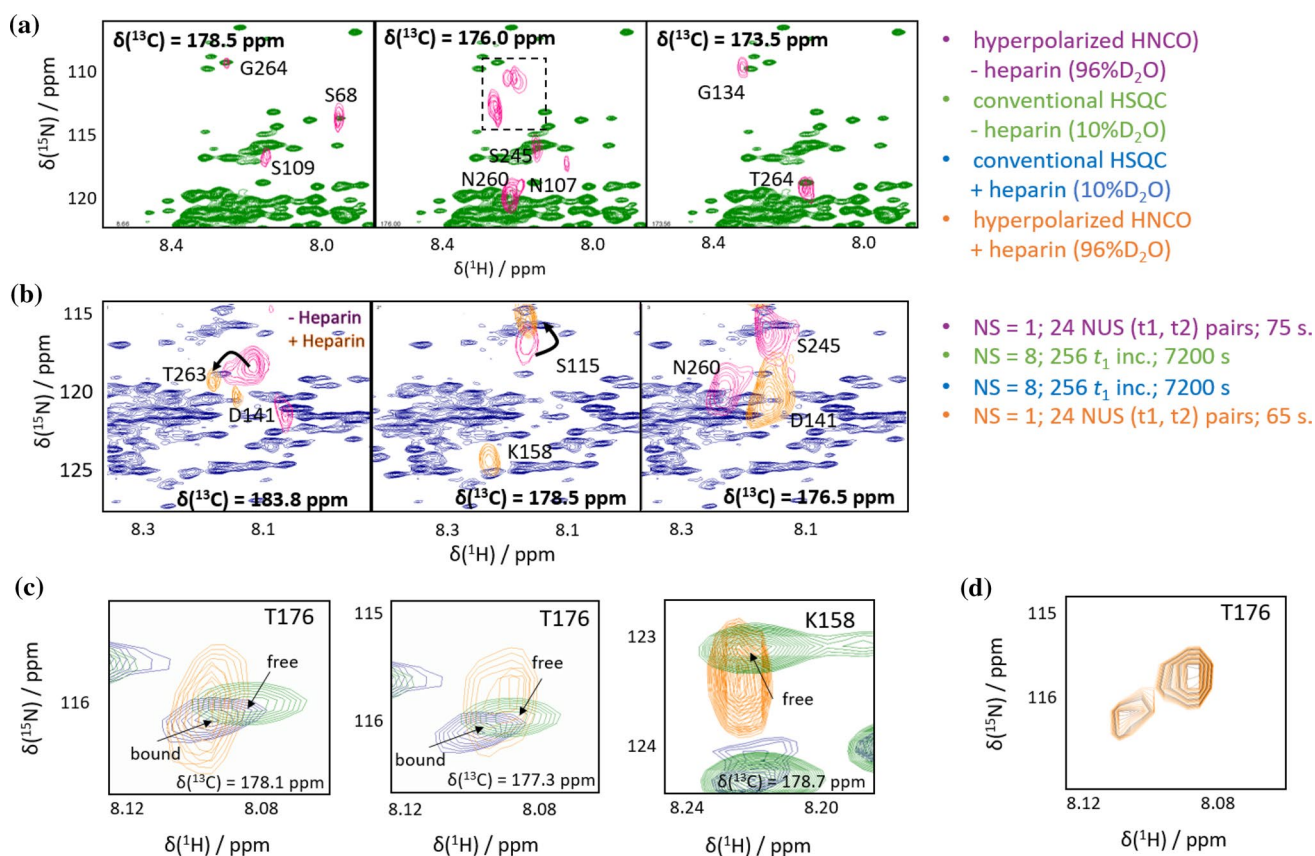 (a)
δ(¹³C) = 178.5 ppm
δ(¹³C) = 176.0 ppm
δ(¹³C) = 173.5 ppm
G264
S68
S109
S245
N260
N107
G134
T264
110
115
120
δ(¹⁵N) / ppm
8.66
176.00
173.56
8.4
8.0
8.4
8.0
8.4
8.0
δ(¹H) / ppm
• hyperpolarized HNCO)
- heparin (96%D₂O)
• conventional HSQC
- heparin (10%D₂O)
• conventional HSQC
+ heparin (10%D₂O)
• hyperpolarized HNCO
+ heparin (96%D₂O)
(b)
- Heparin
+ Heparin
T263
D141
S115
K158
S245
N260
D141
115
120
125
δ(¹⁵N) / ppm
δ(¹³C) = 183.8 ppm
δ(¹³C) = 178.5 ppm
δ(¹³C) = 176.5 ppm
8.3
8.1
8.3
8.1
8.3
8.1
δ(¹H) / ppm
• NS = 1; 24 NUS (t1, t2) pairs; 75 s.
• NS = 8; 256 t₁ inc.; 7200 s
• NS = 8; 256 t₁ inc.; 7200 s
• NS = 1; 24 NUS (t1, t2) pairs; 65 s.
(c)
T176
free
bound
δ(¹³C) = 178.1 ppm
116
δ(¹⁵N) / ppm
8.12
8.08
δ(¹H) / ppm
T176
free
bound
δ(¹³C) = 177.3 ppm
115
116
8.12
8.08
δ(¹H) / ppm
K158
free
δ(¹³C) = 178.7 ppm
123
124
8.24
8.20
δ(¹H) / ppm
(d)
T176
115
116
δ(¹⁵N) / ppm
8.12
8.08
δ(¹H) / ppm